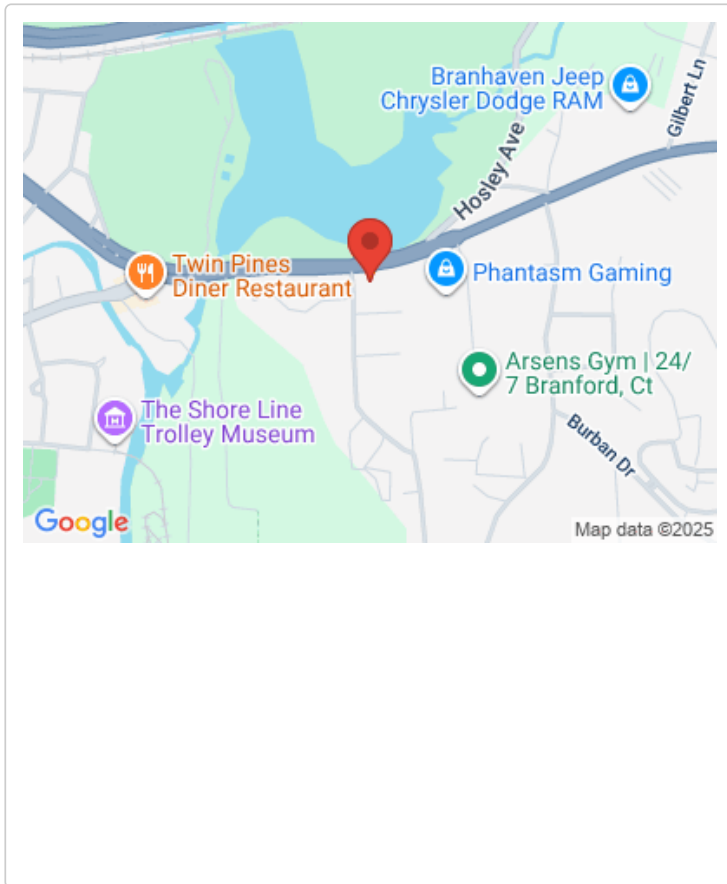 Branhaven Jeep
Chrysler Dodge RAM
Gilbert Ln
Hosley Ave
Twin Pines
Diner Restaurant
Phantasm Gaming
Arsens Gym | 24/
7 Branford, Ct
The Shore Line
Trolley Museum
Burban Dr
Google
Map data ©2025